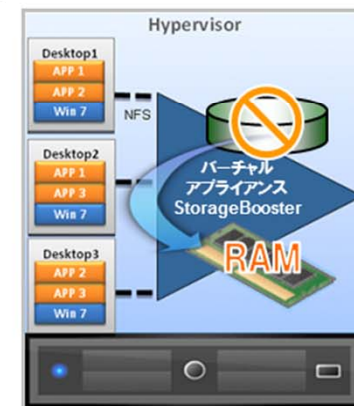 Hypervisor
Desktop1
APP 1
APP 2
Win 7
NFS
Desktop2
APP 1
APP 3
Win 7
バーチャル
アプライアンス
StorageBooster
Desktop3
APP 2
APP 3
Win 7
RAM